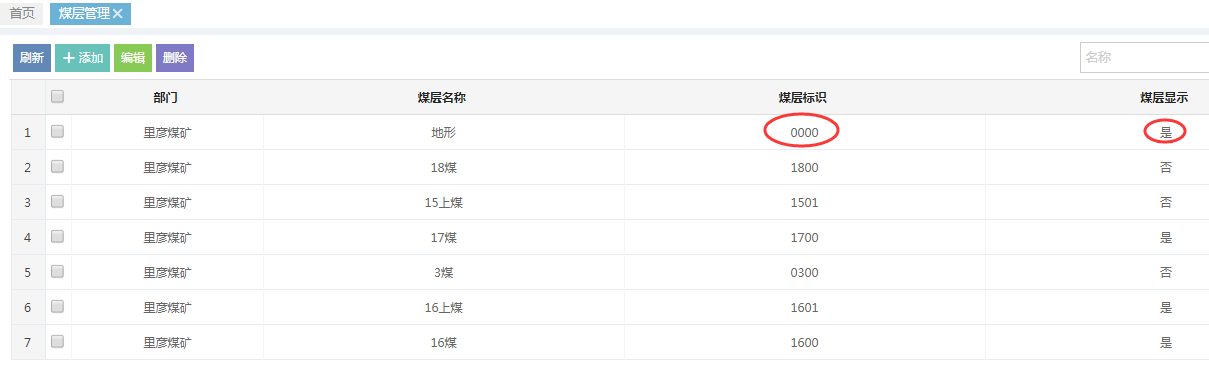 首页 煤层管理×
刷新 ＋添加 编辑 删除 名称
部门 煤层名称 煤层标识 煤层显示
1 里彦煤矿 地形 0000 是
2 里彦煤矿 18煤 1800 否
3 里彦煤矿 15上煤 1501 否
4 里彦煤矿 17煤 1700 是
5 里彦煤矿 3煤 0300 否
6 里彦煤矿 16上煤 1601 是
7 里彦煤矿 16煤 1600 是